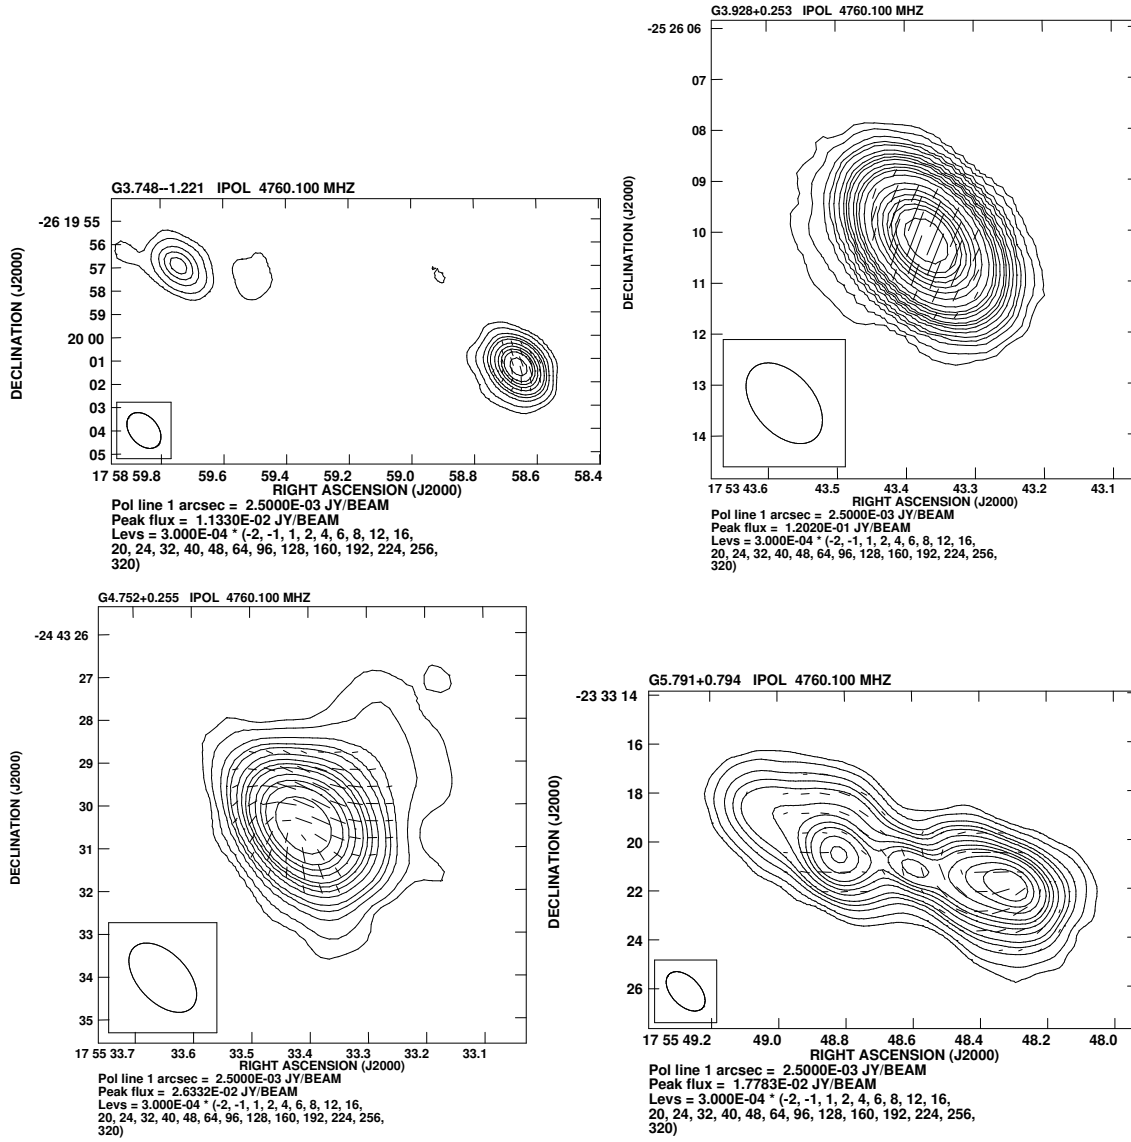 G3.748--1.221 IPOL 4760.100 MHZ
DECLINATION (J2000)
-26 19 55
56
57
58
59
20 00
01
02
03
04
05
17 58 59.8 59.6 59.4 59.2 59.0 58.8 58.6 58.4
RIGHT ASCENSION (J2000)
Pol line 1 arcsec = 2.5000E-03 JY/BEAM
Peak flux = 1.1330E-02 JY/BEAM
Levs = 3.000E-04 * (-2, -1, 1, 2, 4, 6, 8, 12, 16,
20, 24, 32, 40, 48, 64, 96, 128, 160, 192, 224, 256,
320)
G3.928+0.253 IPOL 4760.100 MHZ
DECLINATION (J2000)
-25 26 06
07
08
09
10
11
12
13
14
17 53 43.6 43.5 43.4 43.3 43.2 43.1
RIGHT ASCENSION (J2000)
Pol line 1 arcsec = 2.5000E-03 JY/BEAM
Peak flux = 1.2020E-01 JY/BEAM
Levs = 3.000E-04 * (-2, -1, 1, 2, 4, 6, 8, 12, 16,
20, 24, 32, 40, 48, 64, 96, 128, 160, 192, 224, 256,
320)
G4.752+0.255 IPOL 4760.100 MHZ
DECLINATION (J2000)
-24 43 26
27
28
29
30
31
32
33
34
35
17 55 33.7 33.6 33.5 33.4 33.3 33.2 33.1
RIGHT ASCENSION (J2000)
Pol line 1 arcsec = 2.5000E-03 JY/BEAM
Peak flux = 2.6332E-02 JY/BEAM
Levs = 3.000E-04 * (-2, -1, 1, 2, 4, 6, 8, 12, 16,
20, 24, 32, 40, 48, 64, 96, 128, 160, 192, 224, 256,
320)
G5.791+0.794 IPOL 4760.100 MHZ
DECLINATION (J2000)
-23 33 14
16
18
20
22
24
26
17 55 49.2 49.0 48.8 48.6 48.4 48.2 48.0
RIGHT ASCENSION (J2000)
Pol line 1 arcsec = 2.5000E-03 JY/BEAM
Peak flux = 1.7783E-02 JY/BEAM
Levs = 3.000E-04 * (-2, -1, 1, 2, 4, 6, 8, 12, 16,
20, 24, 32, 40, 48, 64, 96, 128, 160, 192, 224, 256,
320)